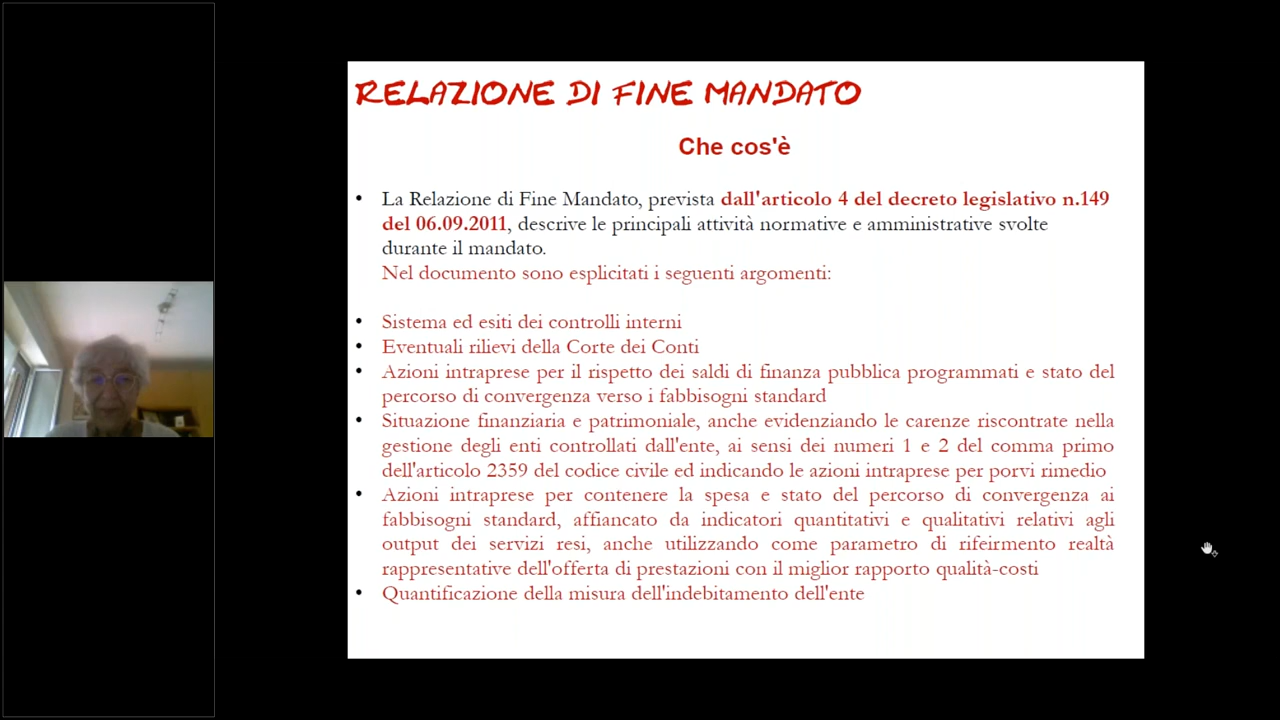 RELAZIONE DI FINE MANDATO
Che cos'è
• La Relazione di Fine Mandato, prevista dall'articolo 4 del decreto legislativo n.149
del 06.09.2011, descrive le principali attività normative e amministrative svolte
durante il mandato.
Nel documento sono esplicitati i seguenti argomenti:
• Sistema ed esiti dei controlli interni
• Eventuali rilievi della Corte dei Conti
• Azioni intraprese per il rispetto dei saldi di finanza pubblica programmati e stato del
percorso di convergenza verso i fabbisogni standard
• Situazione finanziaria e patrimoniale, anche evidenziando le carenze riscontrate nella
gestione degli enti controllati dall'ente, ai sensi dei numeri 1 e 2 del comma primo
dell'articolo 2359 del codice civile ed indicando le azioni intraprese per porvi rimedio
• Azioni intraprese per contenere la spesa e stato del percorso di convergenza ai
fabbisogni standard, affiancato da indicatori quantitativi e qualitativi relativi agli
output dei servizi resi, anche utilizzando come parametro di rifeirmento realtà
rappresentative dell'offerta di prestazioni con il miglior rapporto qualità-costi
• Quantificazione della misura dell'indebitamento dell'ente